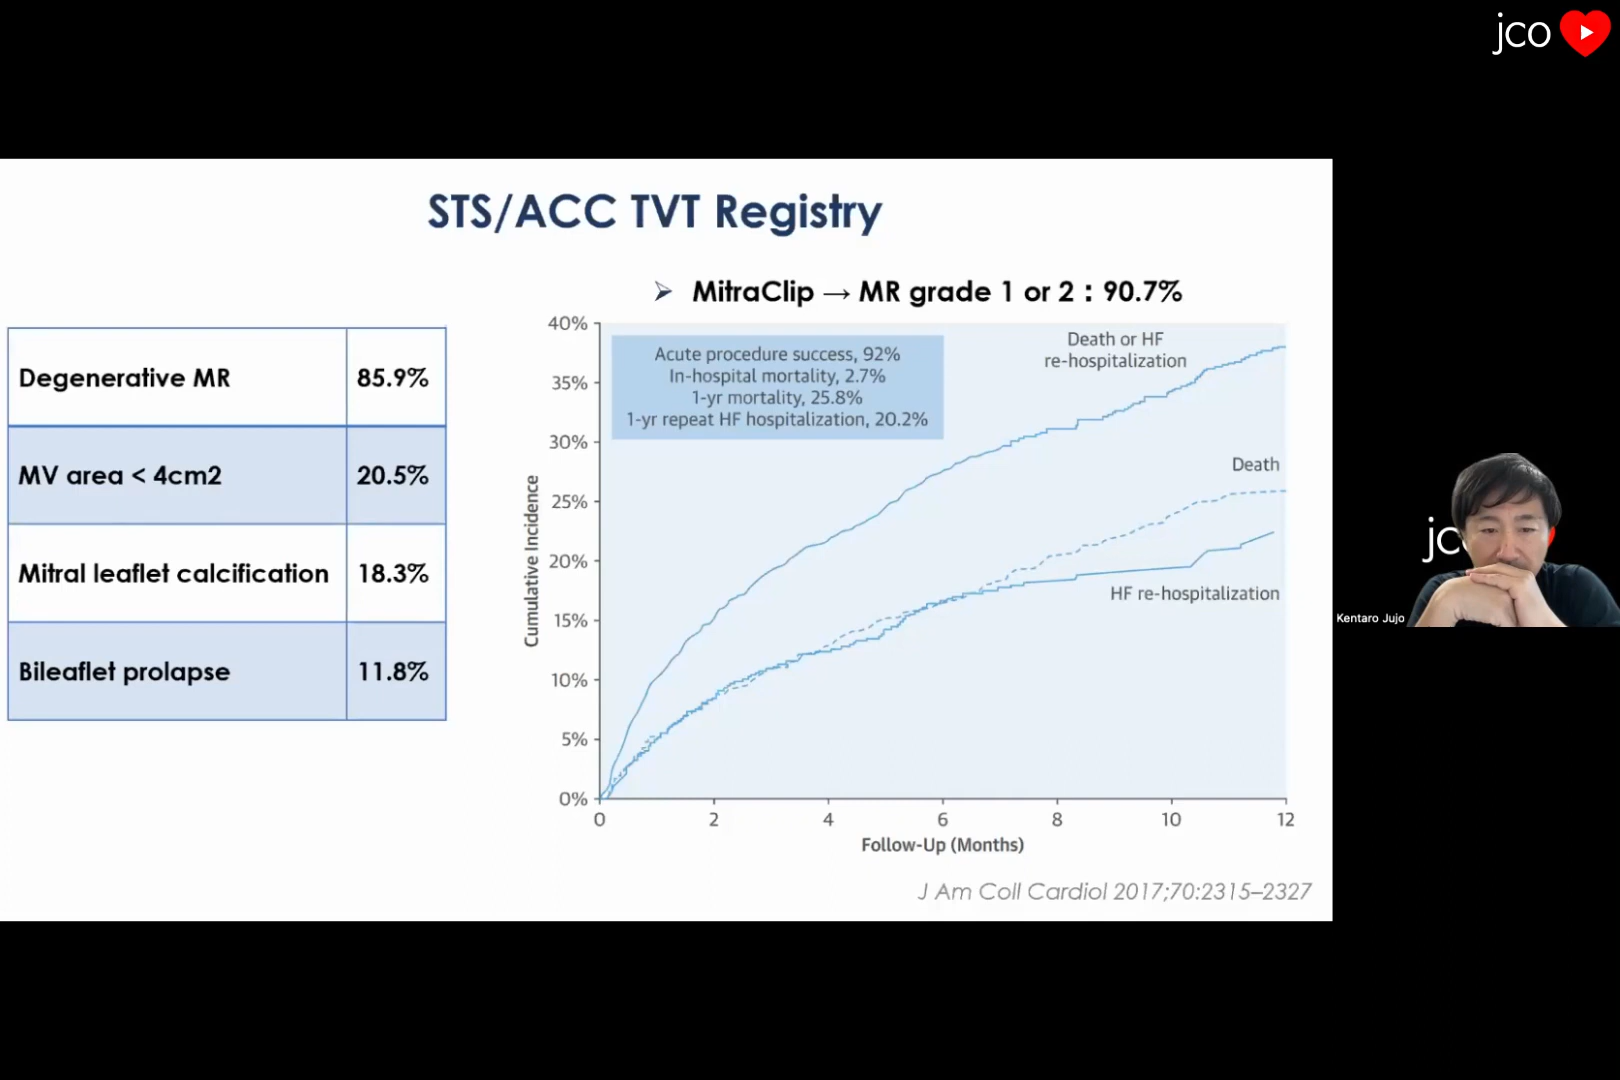 jco
STS/ACC TVT Registry
➢ MitraClip → MR grade 1 or 2 : 90.7%
Degenerative MR 85.9%
MV area < 4cm2 20.5%
Mitral leaflet calcification 18.3%
Bileaflet prolapse 11.8%
Acute procedure success, 92%
In-hospital mortality, 2.7%
1-yr mortality, 25.8%
1-yr repeat HF hospitalization, 20.2%
Death or HF
re-hospitalization
Death
HF re-hospitalization
Cumulative Incidence
40%
35%
30%
25%
20%
15%
10%
5%
0%
0 2 4 6 8 10 12
Follow-Up (Months)
J Am Coll Cardiol 2017;70:2315–2327
jc
Kentaro Jujo